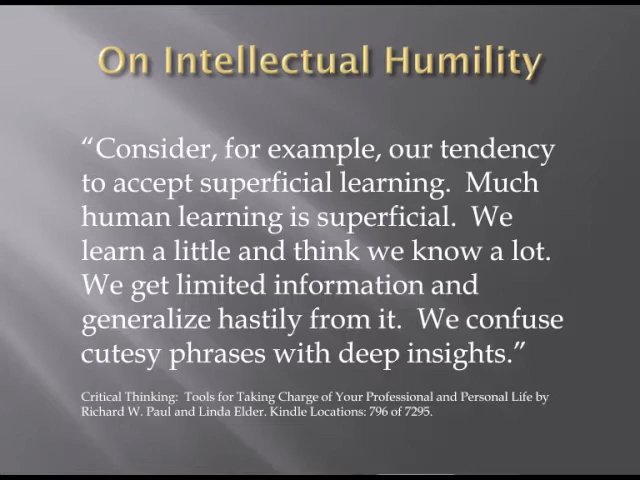 On Intellectual Humility
“Consider, for example, our tendency
to accept superficial learning.  Much
human learning is superficial.  We
learn a little and think we know a lot.
We get limited information and
generalize hastily from it.  We confuse
cutesy phrases with deep insights.”
Critical Thinking:  Tools for Taking Charge of Your Professional and Personal Life by
Richard W. Paul and Linda Elder. Kindle Locations: 796 of 7295.